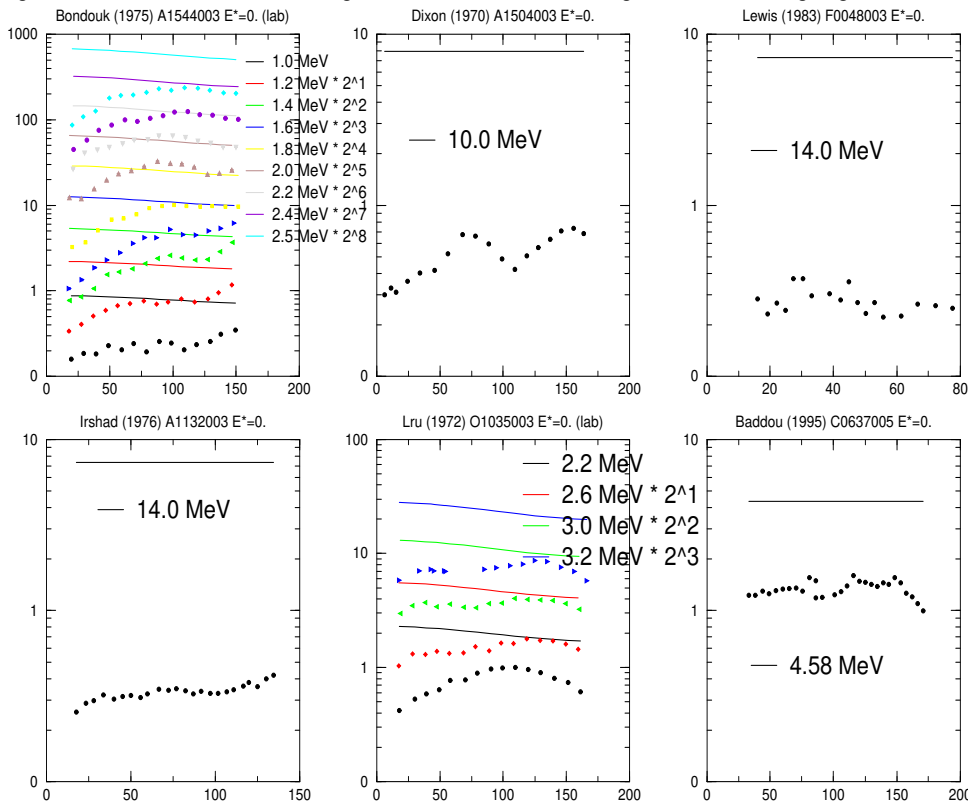 Bondouk (1975) A1544003 E*=0. (lab)
1000
100
10
1
0
1.0 MeV
1.2 MeV * 2^1
1.4 MeV * 2^2
1.6 MeV * 2^3
1.8 MeV * 2^4
2.0 MeV * 2^5
2.2 MeV * 2^6
2.4 MeV * 2^7
2.5 MeV * 2^8
0 50 100 150 200
Dixon (1970) A1504003 E*=0.
10
1
0
10.0 MeV
0 50 100 150 200
Lewis (1983) F0048003 E*=0.
10
1
0
14.0 MeV
0 20 40 60 80
Irshad (1976) A1132003 E*=0.
10
1
0
14.0 MeV
0 50 100 150
Lru (1972) O1035003 E*=0. (lab)
100
10
1
0
2.2 MeV
2.6 MeV * 2^1
3.0 MeV * 2^2
3.2 MeV * 2^3
0 50 100 150 200
Baddou (1995) C0637005 E*=0.
10
1
0
4.58 MeV
0 50 100 150 200